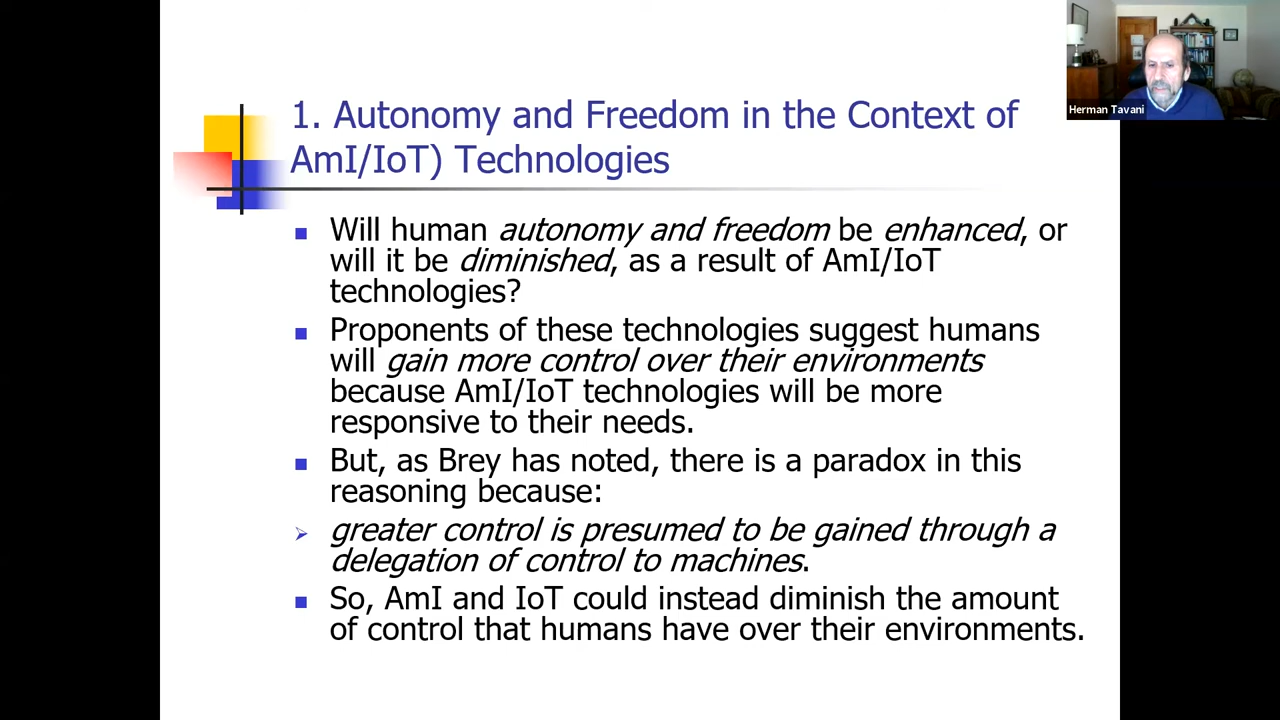 1. Autonomy and Freedom in the Context of
AmI/IoT) Technologies
Will human autonomy and freedom be enhanced, or
will it be diminished, as a result of AmI/IoT
technologies?
Proponents of these technologies suggest humans
will gain more control over their environments
because AmI/IoT technologies will be more
responsive to their needs.
But, as Brey has noted, there is a paradox in this
reasoning because:
greater control is presumed to be gained through a
delegation of control to machines.
So, AmI and IoT could instead diminish the amount
of control that humans have over their environments.
Herman Tavani